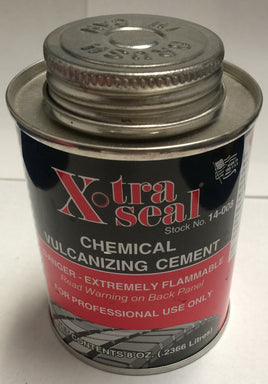 X-tra
seal®
Stock No. 14-008
CHEMICAL
VULCANIZING CEMENT
DANGER - EXTREMELY FLAMMABLE
Read Warning on Back Panel
FOR PROFESSIONAL USE ONLY
CONTENTS 8 OZ. (.2366 Litres)